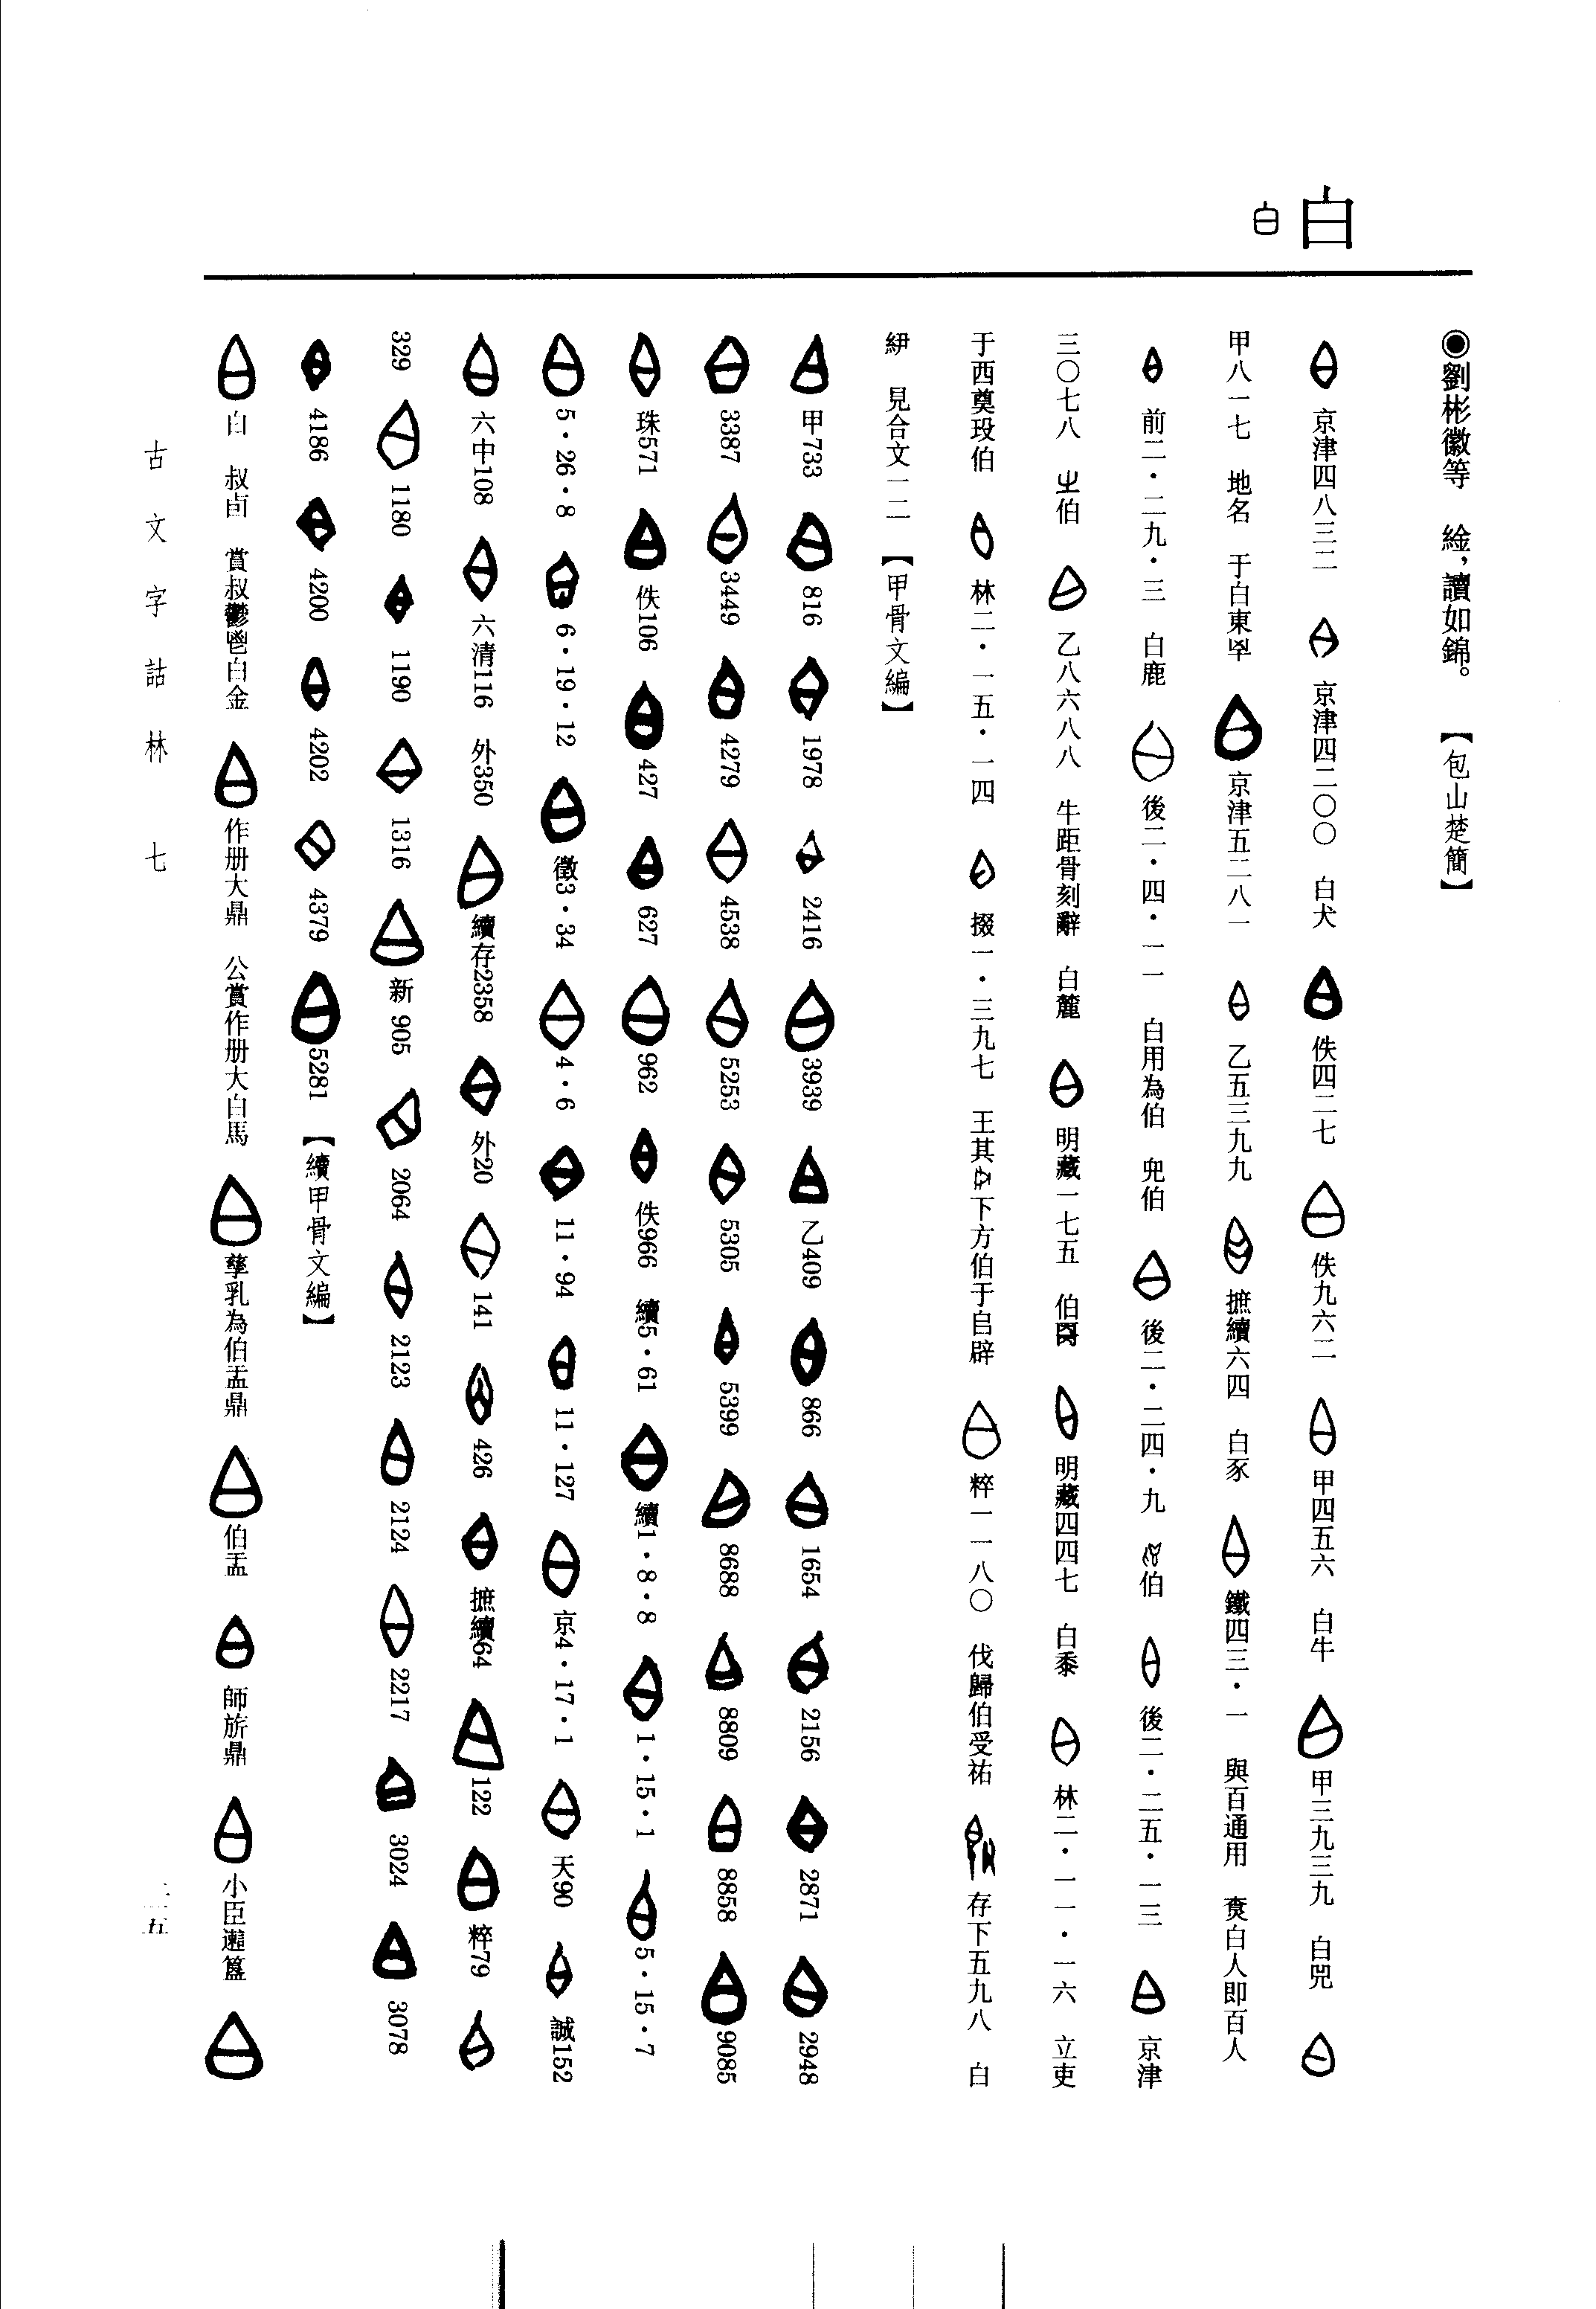 白 白
◉劉彬徽等 䋮,讀如錦。 【包山楚簡】
京津四八三二 京津四二〇〇 白犬 佚四二七 佚九六二 甲四五六 白牛 甲三九三九 白兕
甲八一七 地名 于白東 京津五二八一 乙五三九九 摭續六四 白豕 鐵四三·一 與百通用 白人即百人
前二·二九·三 白鹿 後二·四·一一 白用為伯 兕伯 後二·二四·九 伯 後二·二五·一三 京津
三〇七八 㞢伯 乙八六八八 牛距骨刻辭 白麓 明藏一七五 伯 明藏四四七 白黍 林二·一一·一六 立吏
于西奠 伯 林二·一五·一四 掇一·三九七 王其 下方伯于𠂤辟 粹一一八〇 伐歸伯受祐 存下五九八 白
見合文一二 【甲骨文編】
甲733 816 1978 2416 3939 乙409 866 1654 2156 2871 2948
3387 3449 4279 4538 5253 5305 5399 8688 8809 8858 9085
珠571 佚106 427 627 962 佚966 續5·61 續1·8·8 1·15·1 5·15·7
5·26·8 6·19·12 徵3·34 4·6 11·94 11·127 京4·17·1 天90 誠152
六中108 六清116 外350 續存2358 外20 141 426 摭續64 122 粹79
329 1180 1190 1316 新905 2064 2123 2124 2217 3024 3078
4186 4200 4202 4379 5281 【續甲骨文編】
白 叔卣 賞叔鬱鬯白金 作册大鼎 公賞作册大白馬 孳乳為伯盂鼎 伯盂 師旂鼎 小臣𧪢簋
古文字詁林 七